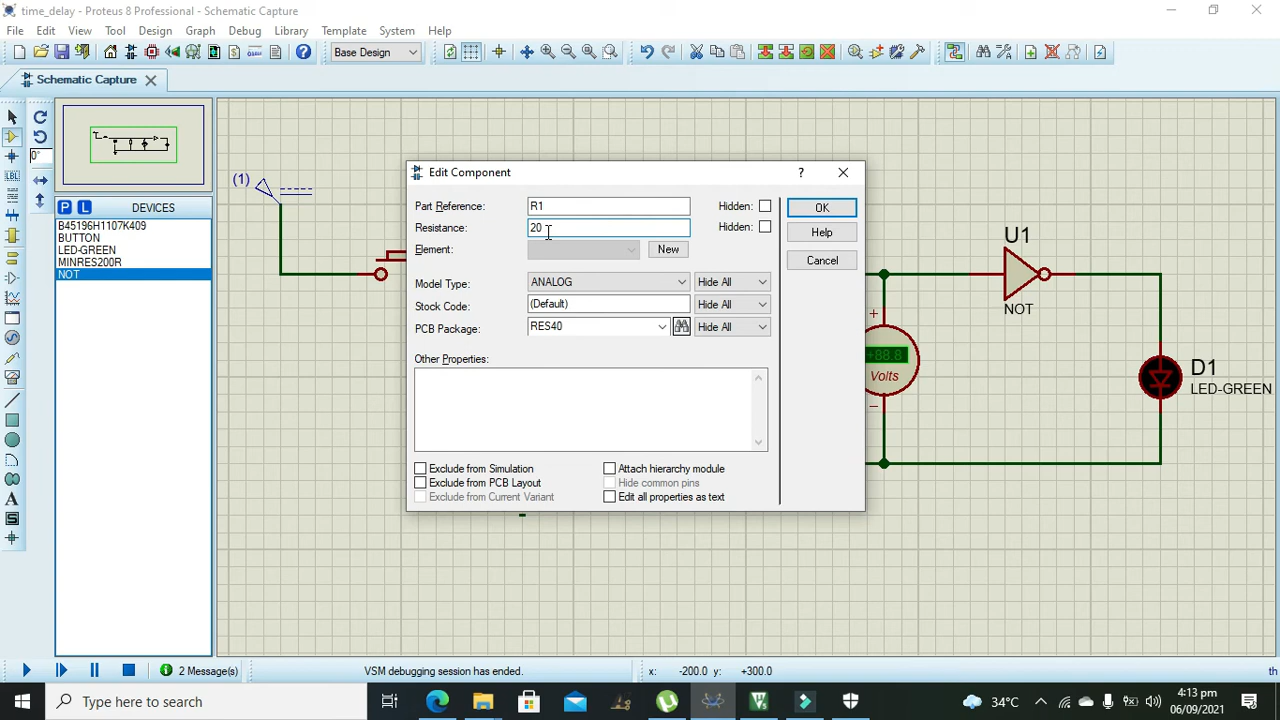 time_delay - Proteus 8 Professional - Schematic Capture
File Edit View Tool Design Graph Debug Library Template System Help
Base Design
Schematic Capture
0°
P L DEVICES
B45196H1107K409
BUTTON
LED-GREEN
MINRES200R
NOT
(1)
Edit Component
?
Part Reference: R1 Hidden:
Resistance: 20 Hidden:
Element: New
Model Type: ANALOG Hide All
Stock Code: (Default) Hide All
PCB Package: RES40 Hide All
Other Properties:
Exclude from Simulation Attach hierarchy module
Exclude from PCB Layout Hide common pins
Exclude from Current Variant Edit all properties as text
OK
Help
Cancel
U1
NOT
+88.8
Volts
D1
LED-GREEN
2 Message(s) VSM debugging session has ended. x: -200.0 y: +300.0 th
Type here to search
34°C
4:13 pm
06/09/2021